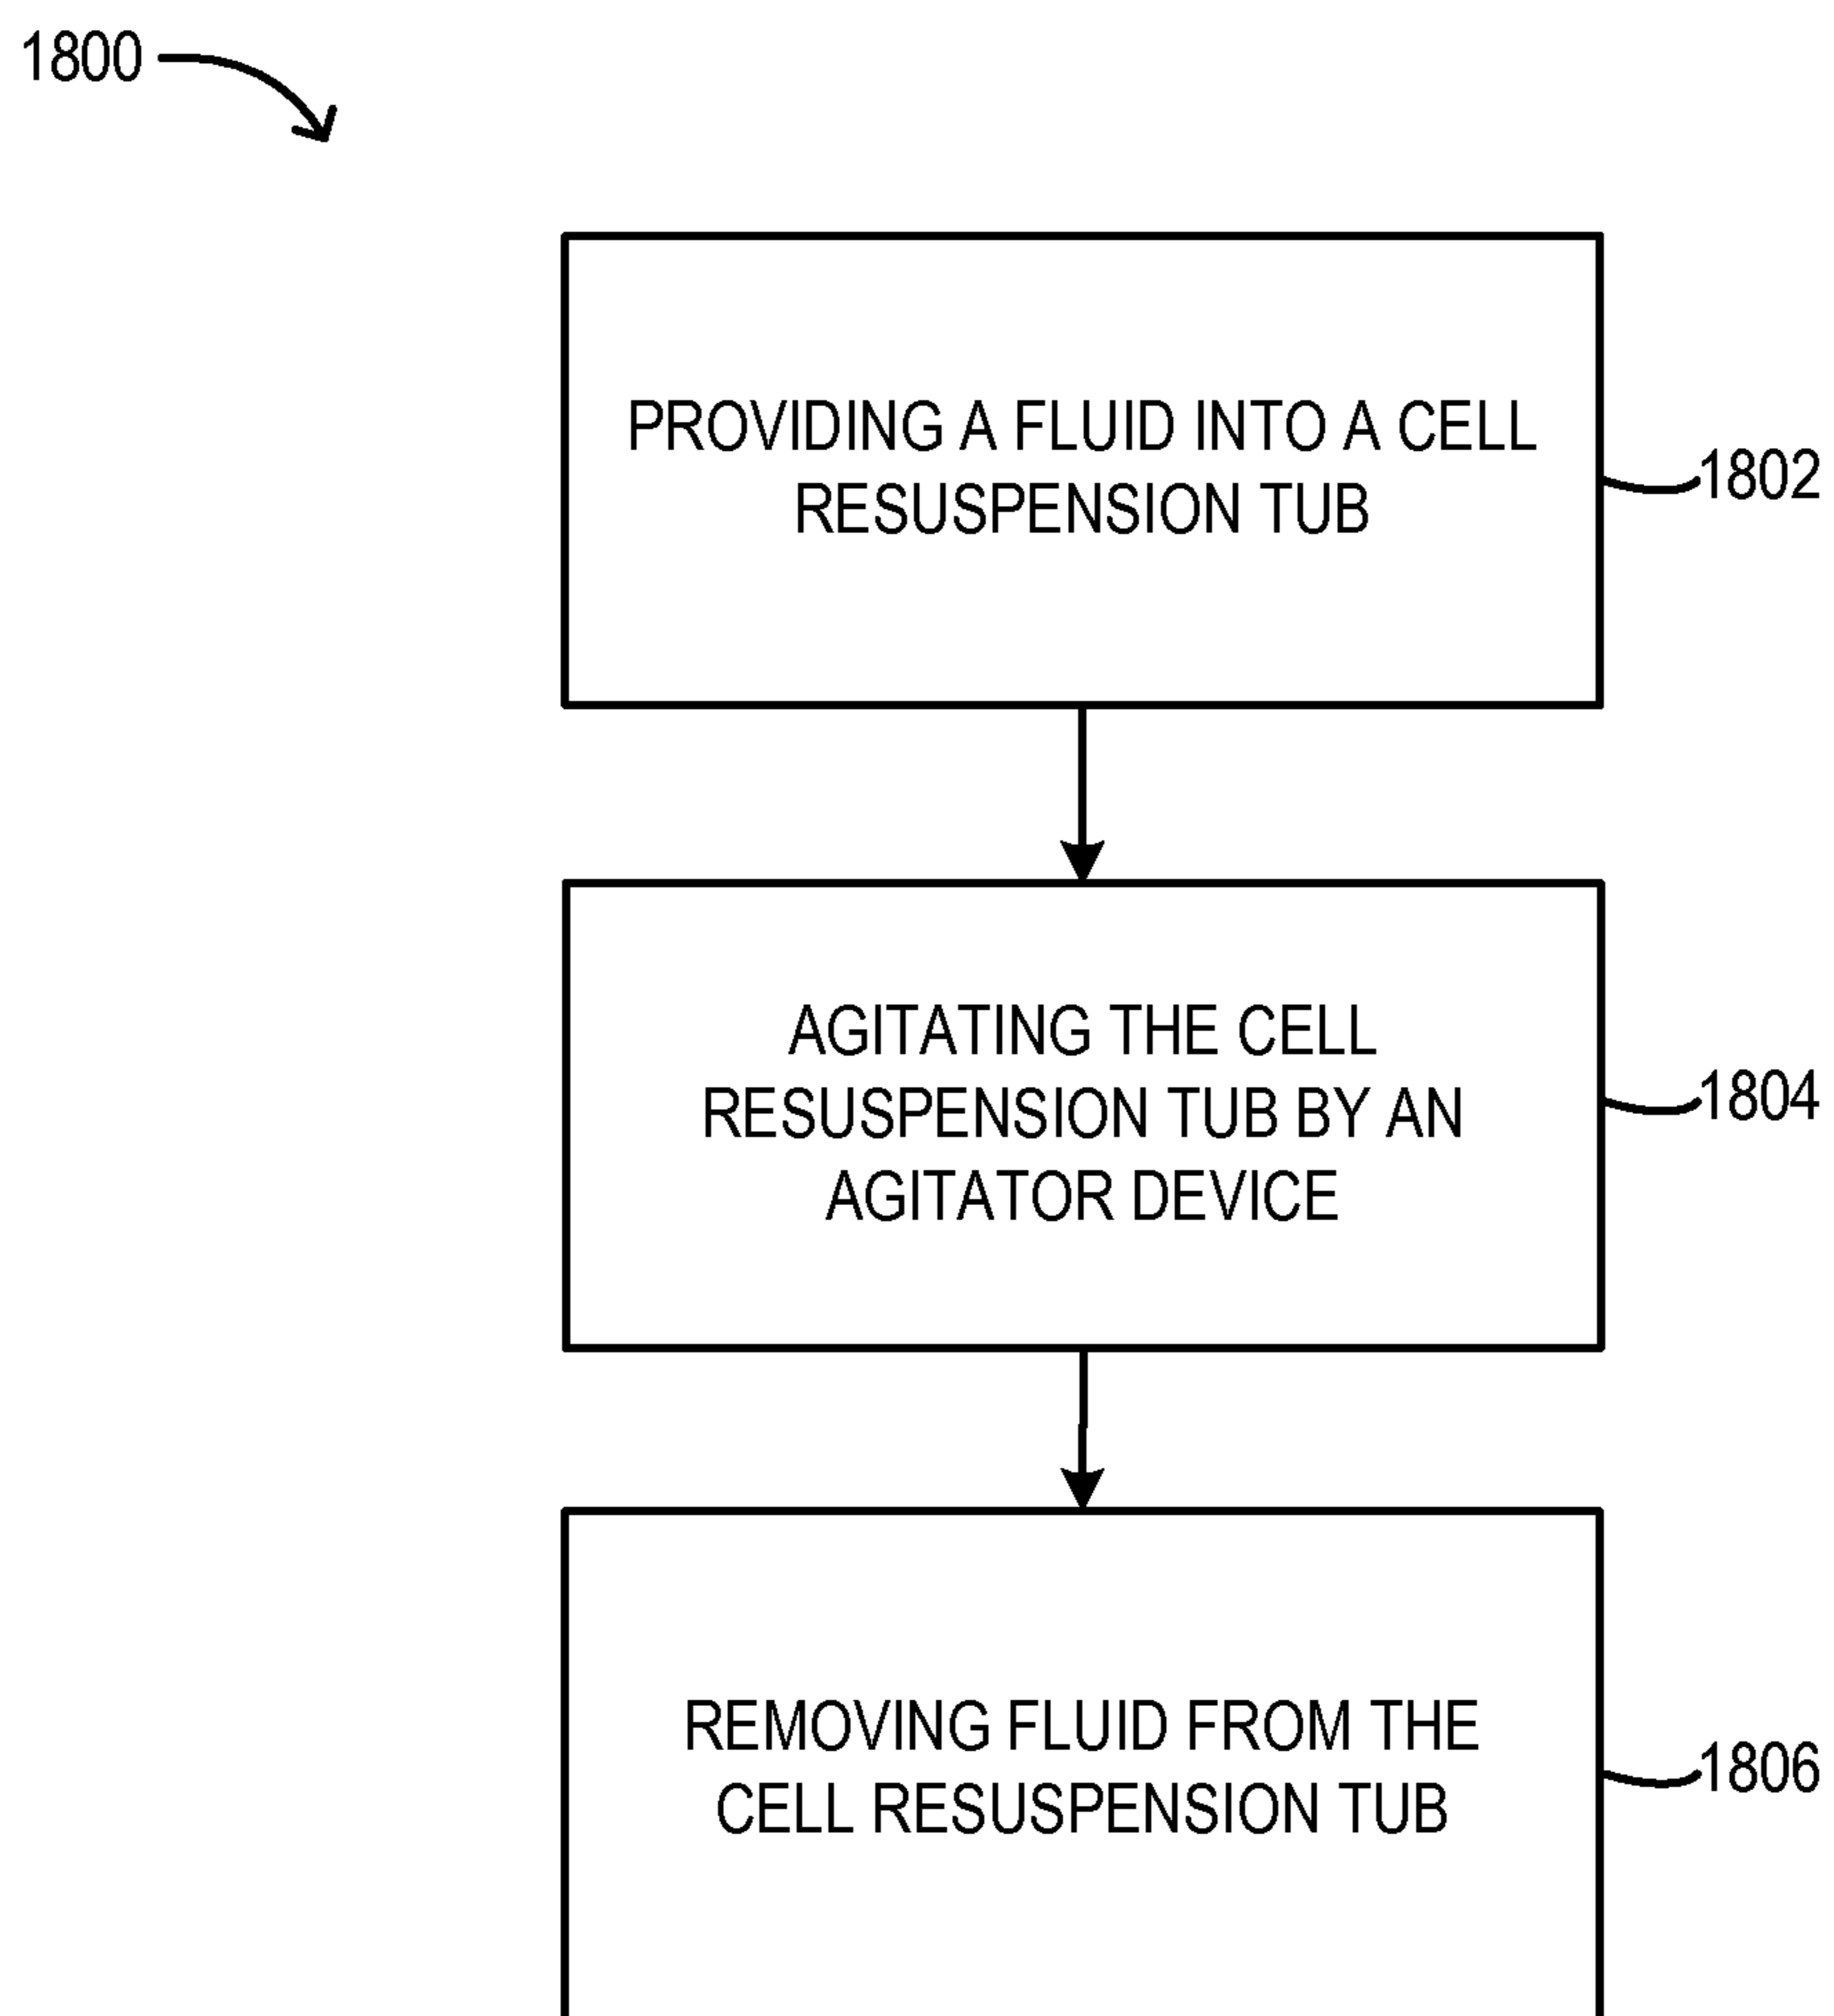 1800
PROVIDING A FLUID INTO A CELL
RESUSPENSION TUB
1802
AGITATING THE CELL
RESUSPENSION TUB BY AN
AGITATOR DEVICE
1804
REMOVING FLUID FROM THE
CELL RESUSPENSION TUB
1806